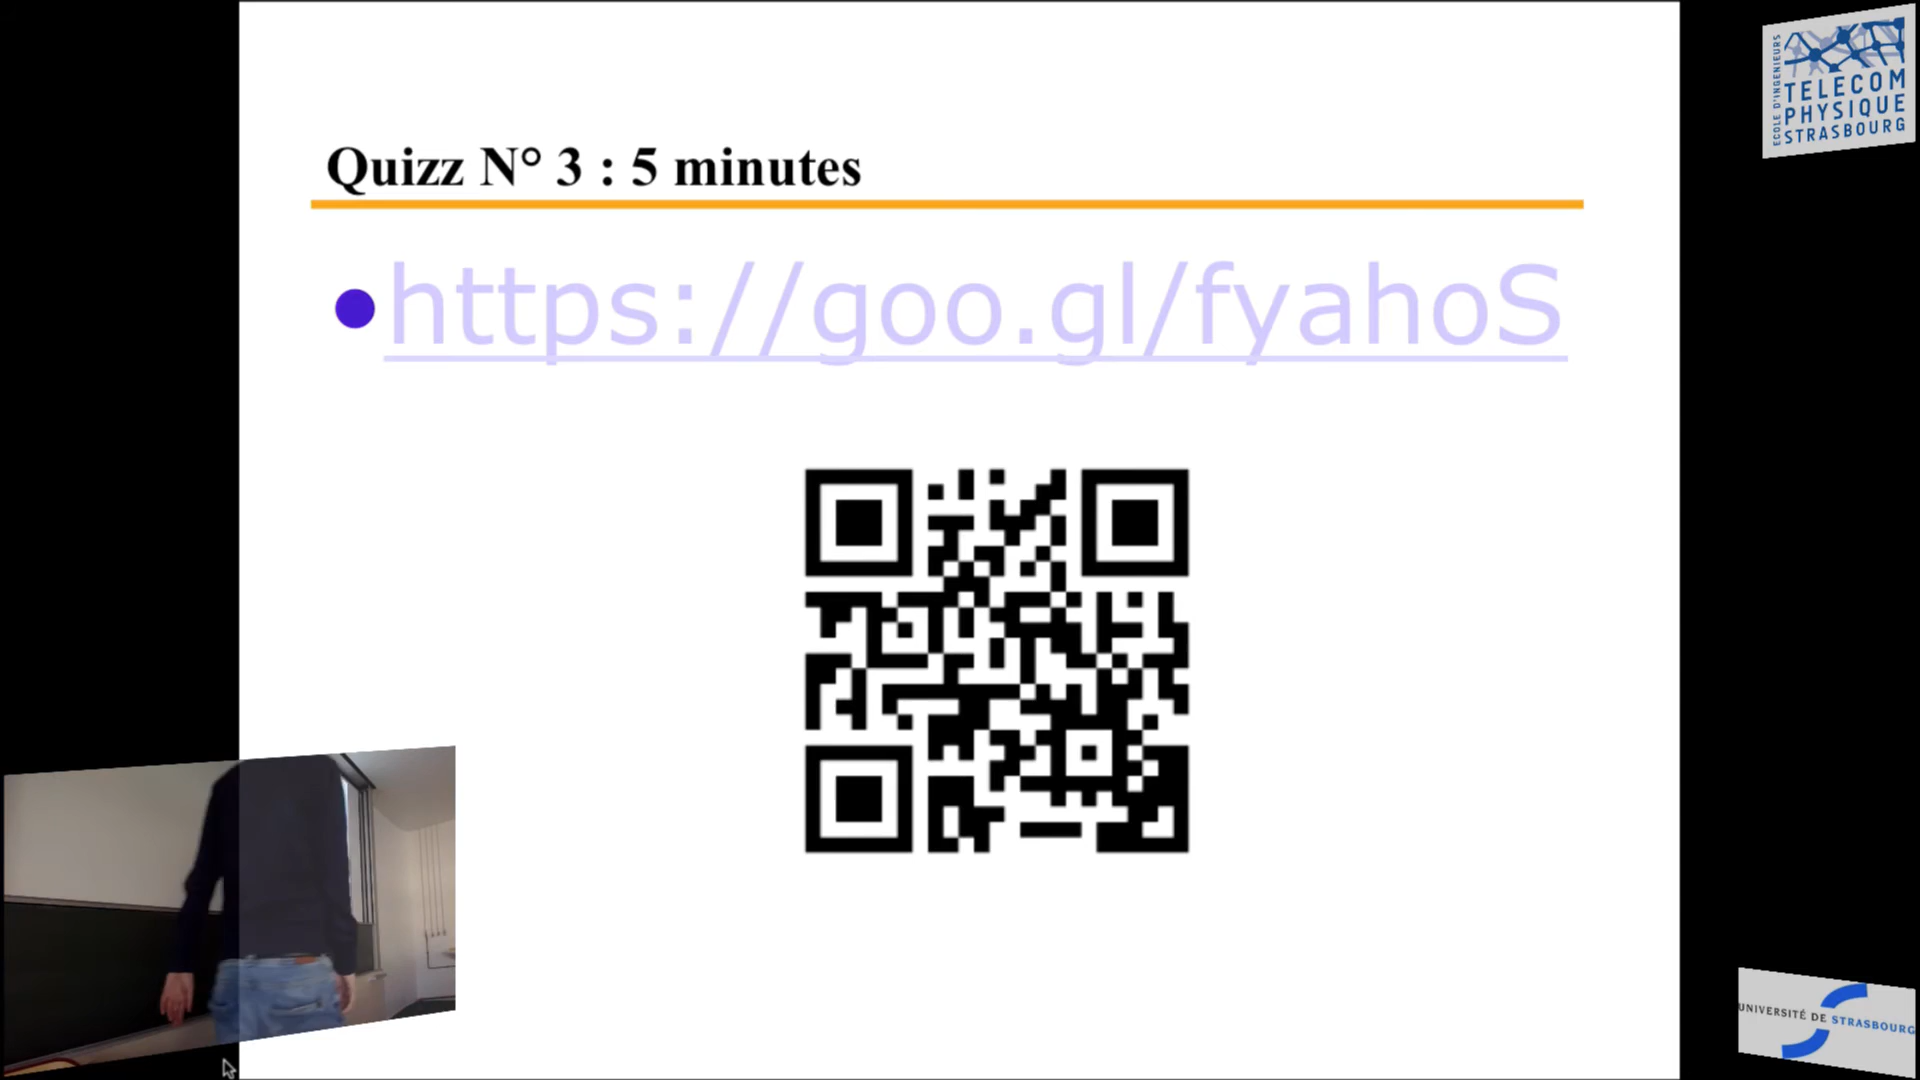 Quizz N° 3 : 5 minutes
https://goo.gl/fyahoS
ECOLE D'INGENIEURS
TELECOM
PHYSIQUE
STRASBOURG
UNIVERSITÉ DE STRASBOURG